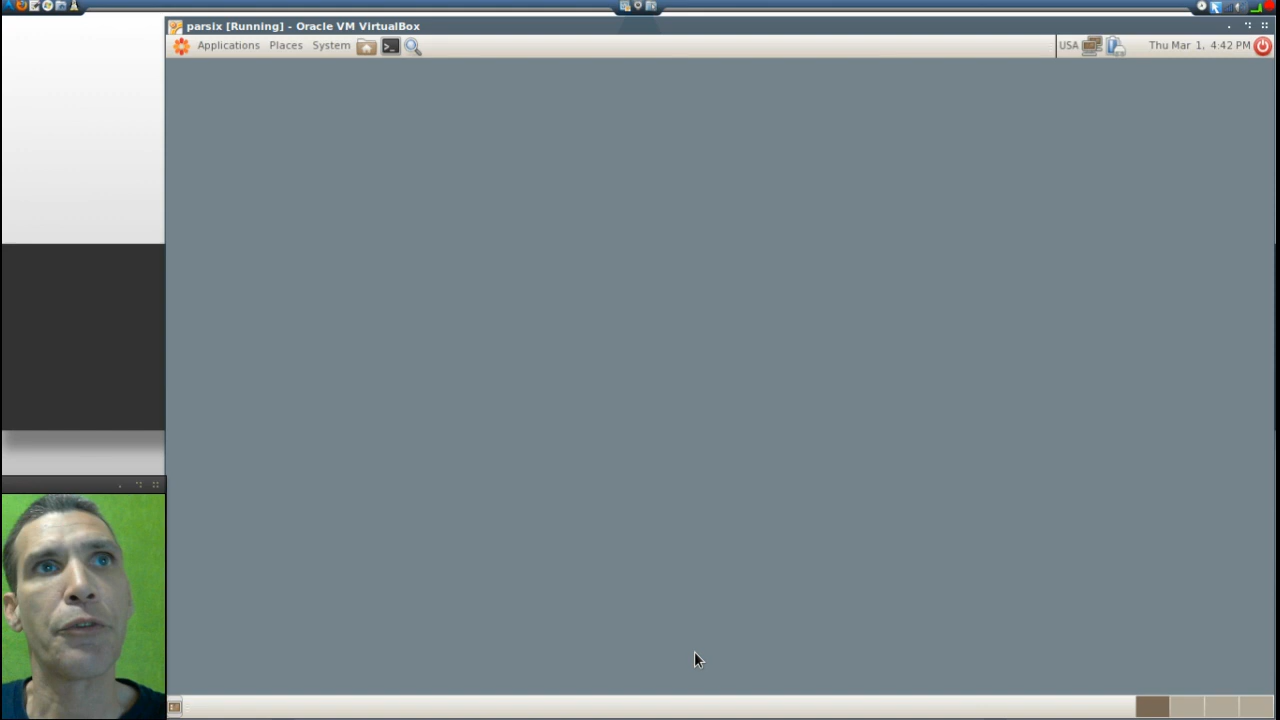 parsix [Running] - Oracle VM VirtualBox
Applications Places System USA Thu Mar 1, 4:42 PM